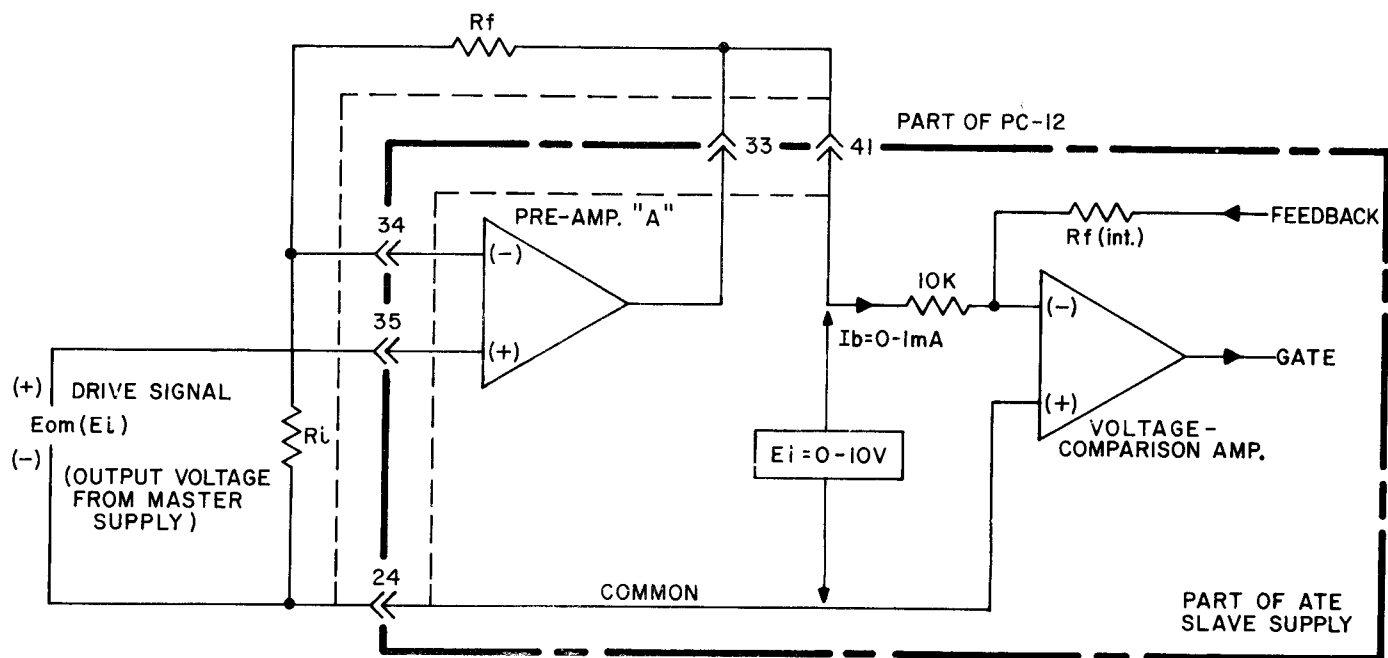 Rf
PART OF PC-12
33
41
PRE-AMP. "A"
34
(-)
Rf (int.)
FEEDBACK
10K
(-)
35
(+)
Ib=0-1mA
GATE
(+)
DRIVE SIGNAL
Eom (Ei)
(-)
Ri
(+)
VOLTAGE-
COMPARISON AMP.
Ei = 0-10V
(OUTPUT VOLTAGE
FROM MASTER
SUPPLY)
24
COMMON
PART OF ATE
SLAVE SUPPLY